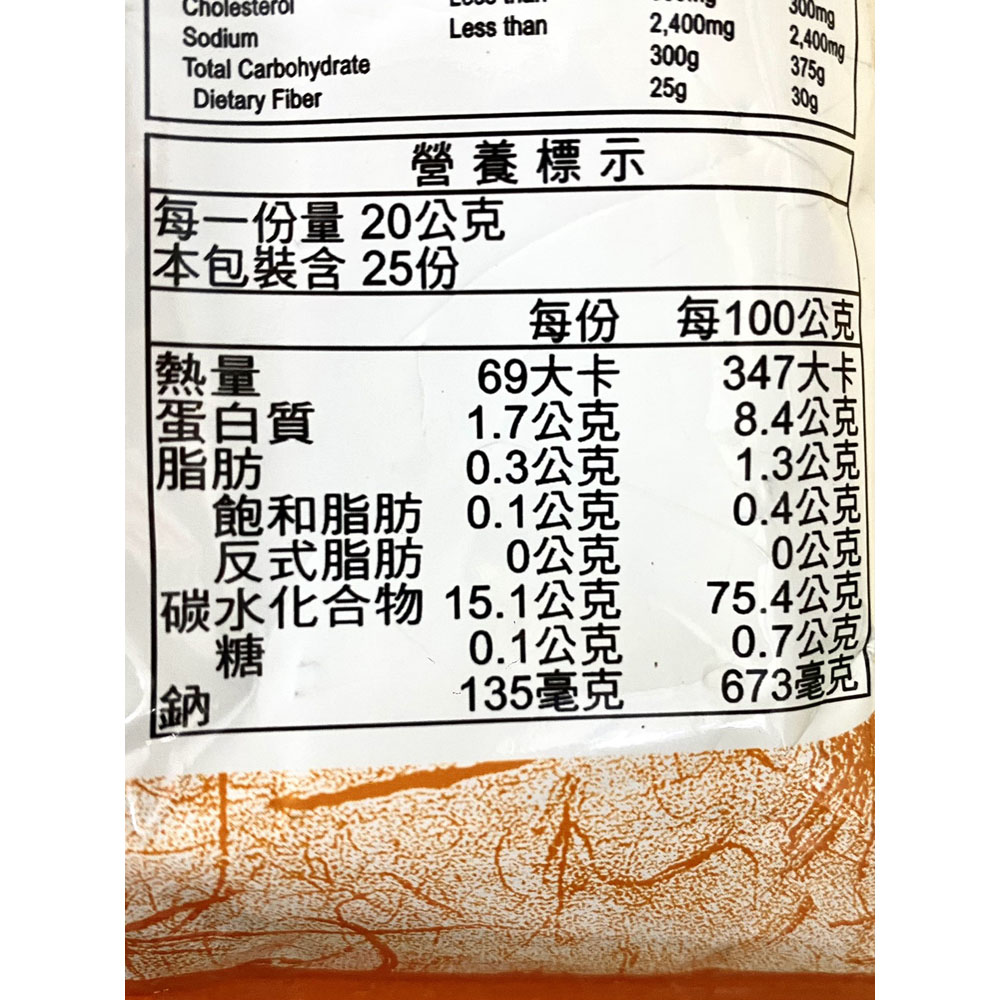 Cholesterol 300mg
Sodium Less than 2,400mg 2,400mg
Total Carbohydrate 300g 375g
Dietary Fiber 25g 30g
營養標示
每一份量 20公克
本包裝含 25份
每份 每100公克
熱量 69大卡 347大卡
蛋白質 1.7公克 8.4公克
脂肪 0.3公克 1.3公克
飽和脂肪 0.1公克 0.4公克
反式脂肪 0公克 0公克
碳水化合物 15.1公克 75.4公克
糖 0.1公克 0.7公克
鈉 135毫克 673毫克